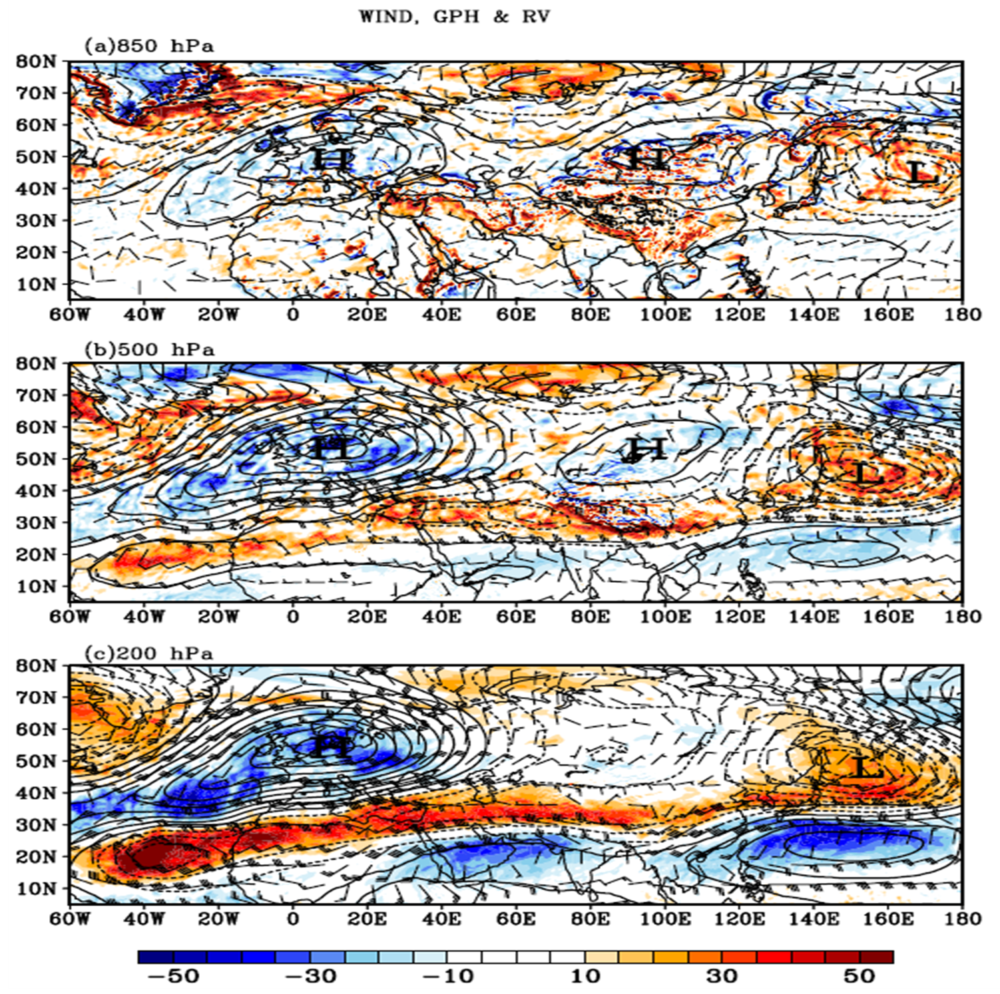 WIND, GPH & RV
(a)850 hPa
80N
70N
60N
50N
40N
30N
20N
10N
H
H
L
60W 40W 20W 0 20E 40E 60E 80E 100E 120E 140E 160E 180
(b)500 hPa
80N
70N
60N
50N
40N
30N
20N
10N
H
H
L
60W 40W 20W 0 20E 40E 60E 80E 100E 120E 140E 160E 180
(c)200 hPa
80N
70N
60N
50N
40N
30N
20N
10N
H
L
60W 40W 20W 0 20E 40E 60E 80E 100E 120E 140E 160E 180
−50 −30 −10 10 30 50